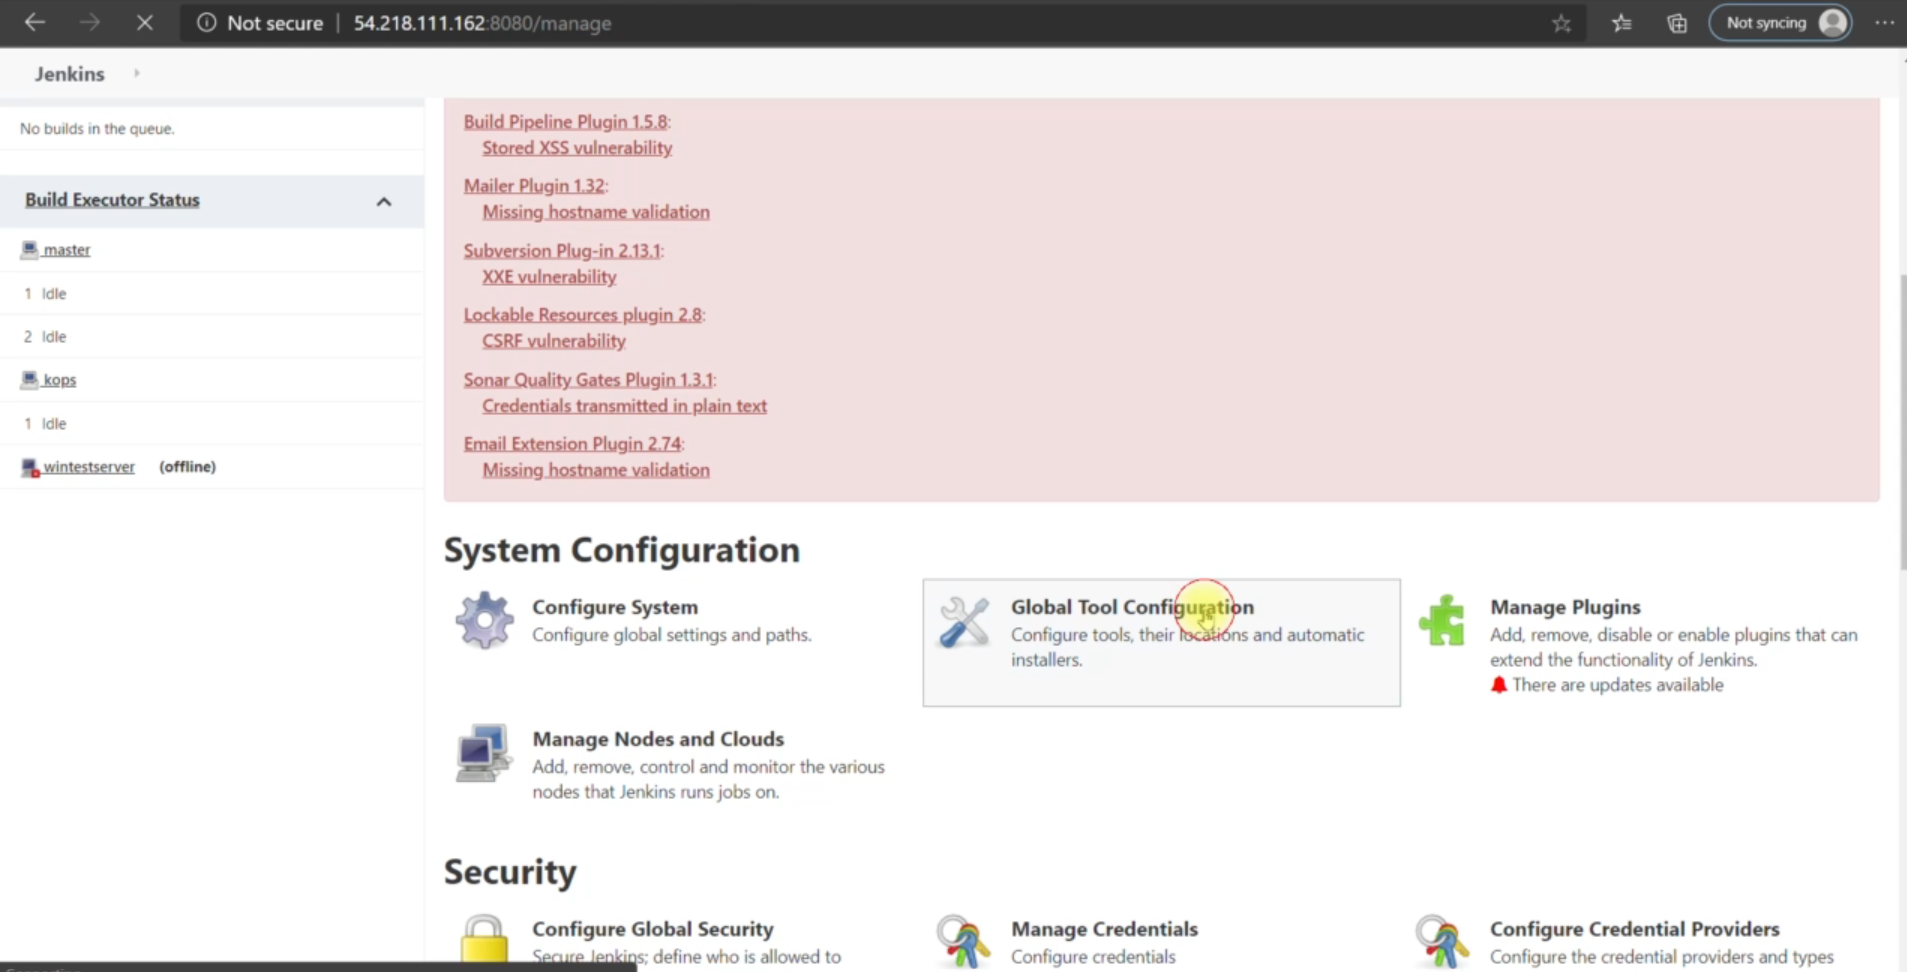 Not secure | 54.218.111.162:8080/manage
Not syncing
Jenkins
No builds in the queue.
Build Executor Status
master
1 Idle
2 Idle
kops
1 Idle
wintestserver (offline)
Build Pipeline Plugin 1.5.8:
Stored XSS vulnerability
Mailer Plugin 1.32:
Missing hostname validation
Subversion Plug-in 2.13.1:
XXE vulnerability
Lockable Resources plugin 2.8:
CSRF vulnerability
Sonar Quality Gates Plugin 1.3.1:
Credentials transmitted in plain text
Email Extension Plugin 2.74:
Missing hostname validation
System Configuration
Configure System
Configure global settings and paths.
Global Tool Configuration
Configure tools, their locations and automatic
installers.
Manage Plugins
Add, remove, disable or enable plugins that can
extend the functionality of Jenkins.
There are updates available
Manage Nodes and Clouds
Add, remove, control and monitor the various
nodes that Jenkins runs jobs on.
Security
Configure Global Security
Secure Jenkins; define who is allowed to
Manage Credentials
Configure credentials
Configure Credential Providers
Configure the credential providers and types